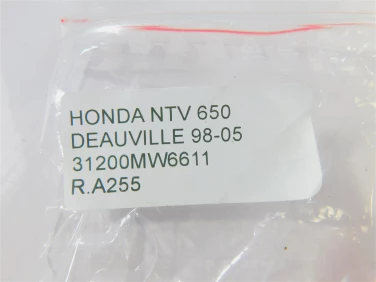 HONDA NTV 650
DEAUVILLE 98-05
31200MW6611
R.A255